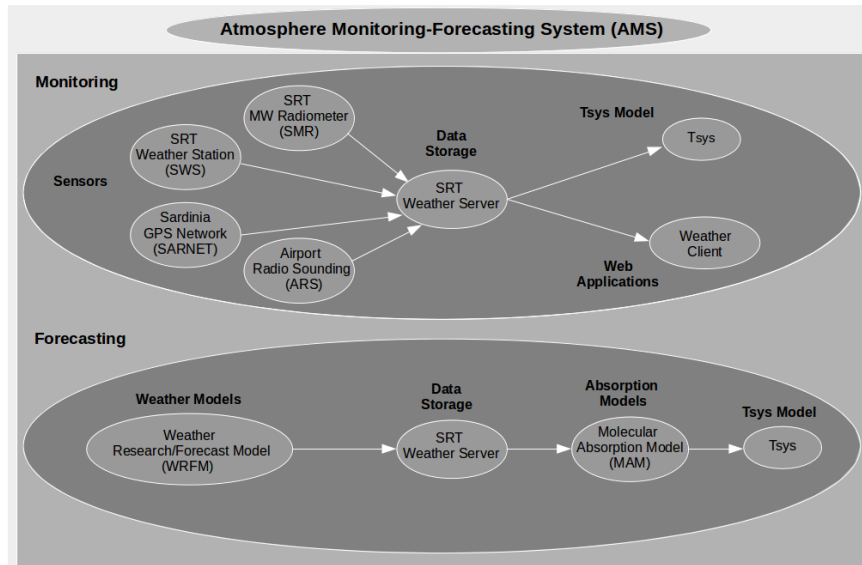 Atmosphere Monitoring-Forecasting System (AMS)
Monitoring
Sensors
SRT
MW Radiometer
(SMR)
SRT
Weather Station
(SWS)
Sardinia
GPS Network
(SARNET)
Airport
Radio Sounding
(ARS)
Data
Storage
SRT
Weather Server
Tsys Model
Tsys
Weather
Client
Web
Applications
Forecasting
Weather Models
Weather
Research/Forecast Model
(WRFM)
Data
Storage
SRT
Weather Server
Absorption
Models
Molecular
Absorption Model
(MAM)
Tsys Model
Tsys